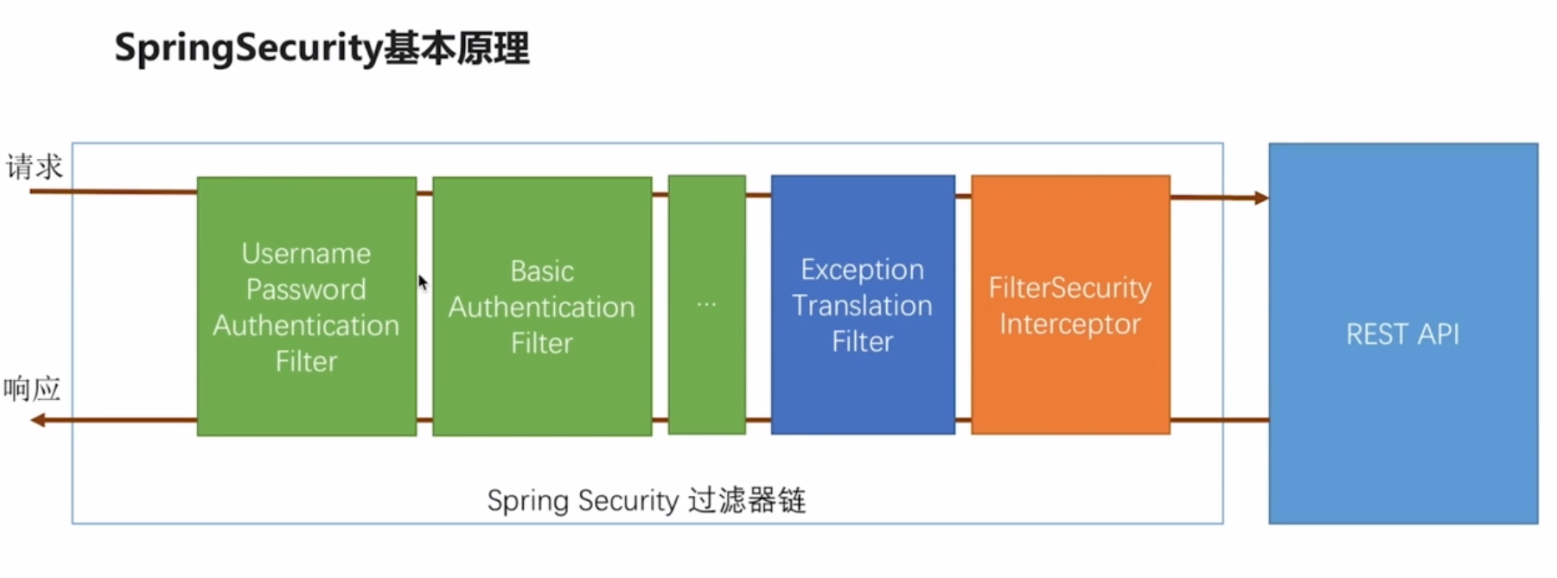 SpringSecurity基本原理
请求
Username
Password
Authentication
Filter
Basic
Authentication
Filter
...
Exception
Translation
Filter
FilterSecurity
Interceptor
REST API
响应
Spring Security 过滤器链